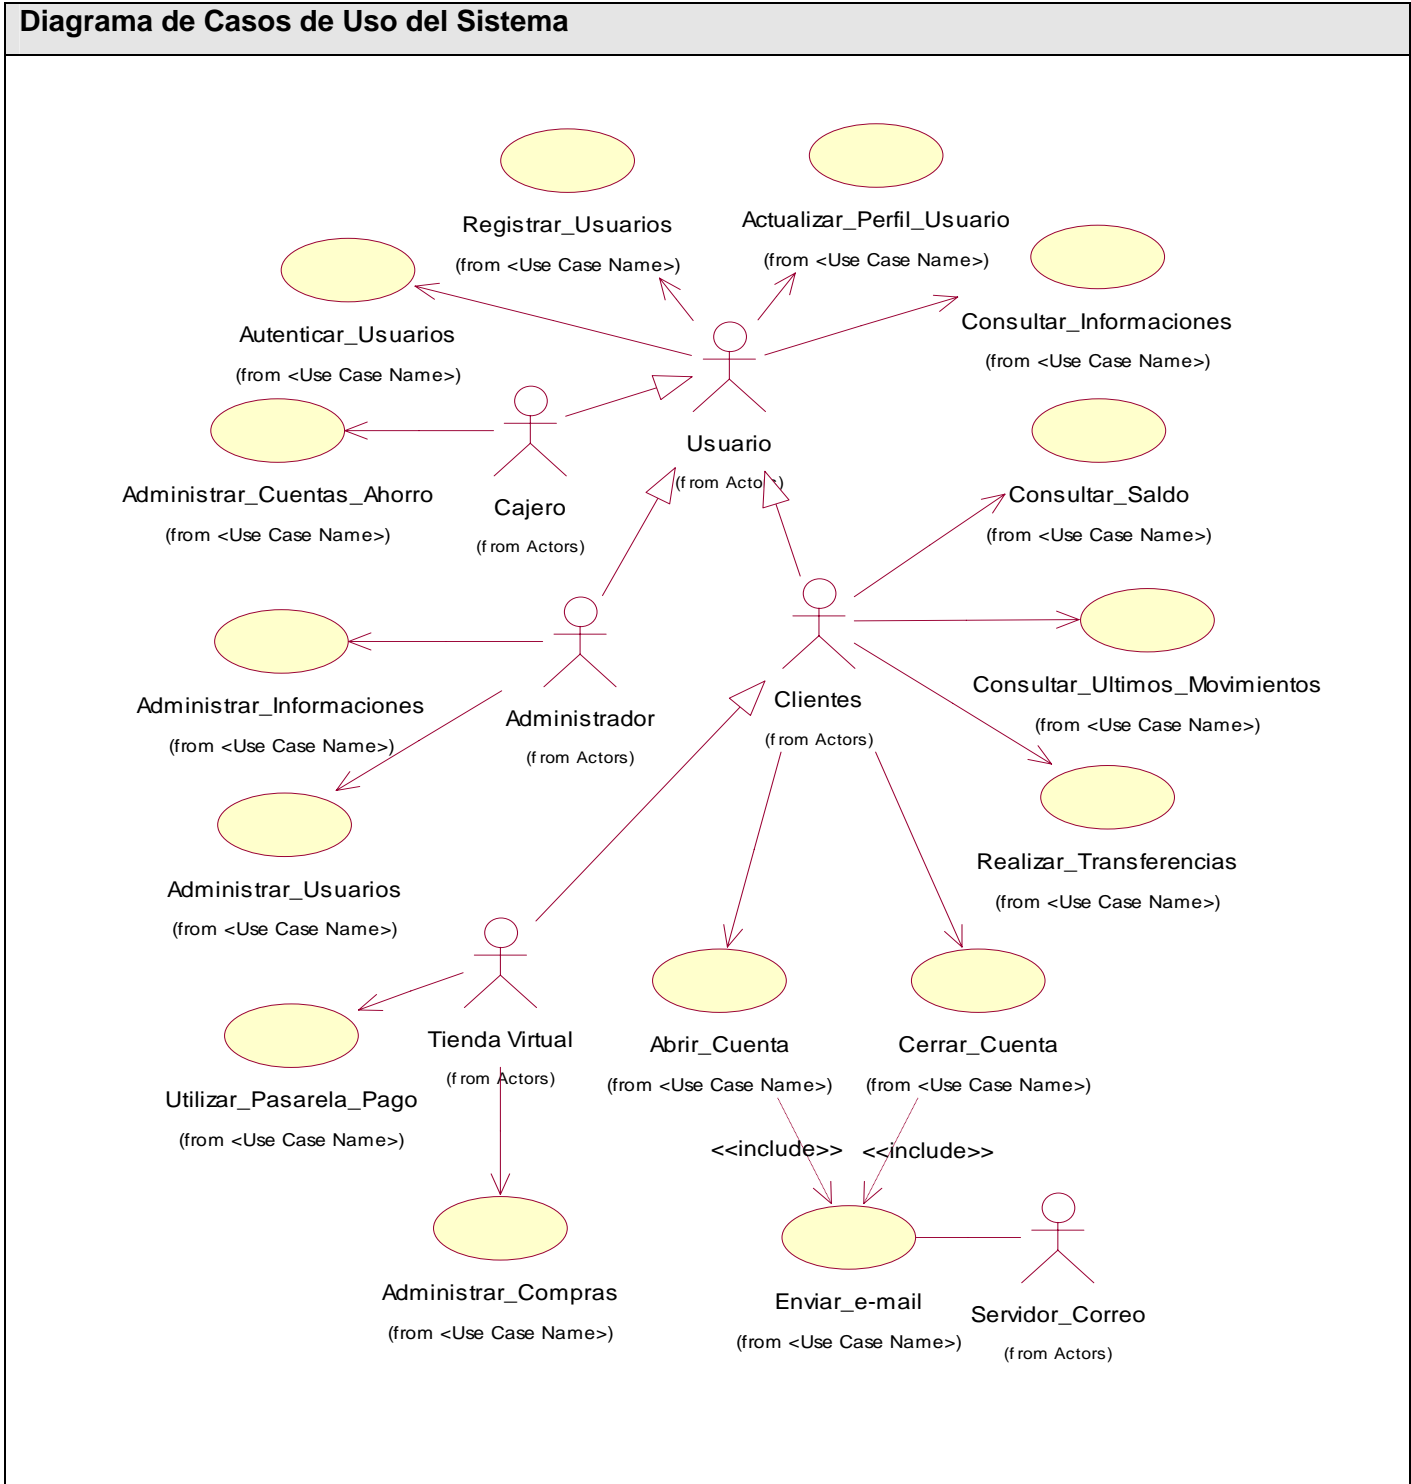 Diagrama de Casos de Uso del Sistema
Registrar_Usuarios
(from <Use Case Name>)
Actualizar_Perfil_Usuario
(from <Use Case Name>)
Autenticar_Usuarios
(from <Use Case Name>)
Consultar_Informaciones
(from <Use Case Name>)
Usuario
(from Actors)
Administrar_Cuentas_Ahorro
(from <Use Case Name>)
Cajero
(from Actors)
Consultar_Saldo
(from <Use Case Name>)
Administrar_Informaciones
(from <Use Case Name>)
Administrador
(from Actors)
Clientes
(from Actors)
Consultar_Ultimos_Movimientos
(from <Use Case Name>)
Realizar_Transferencias
(from <Use Case Name>)
Administrar_Usuarios
(from <Use Case Name>)
Tienda Virtual
(from Actors)
Abrir_Cuenta
(from <Use Case Name>)
Cerrar_Cuenta
(from <Use Case Name>)
Utilizar_Pasarela_Pago
(from <Use Case Name>)
<<include>>
<<include>>
Administrar_Compras
(from <Use Case Name>)
Enviar_e-mail
(from <Use Case Name>)
Servidor_Correo
(from Actors)